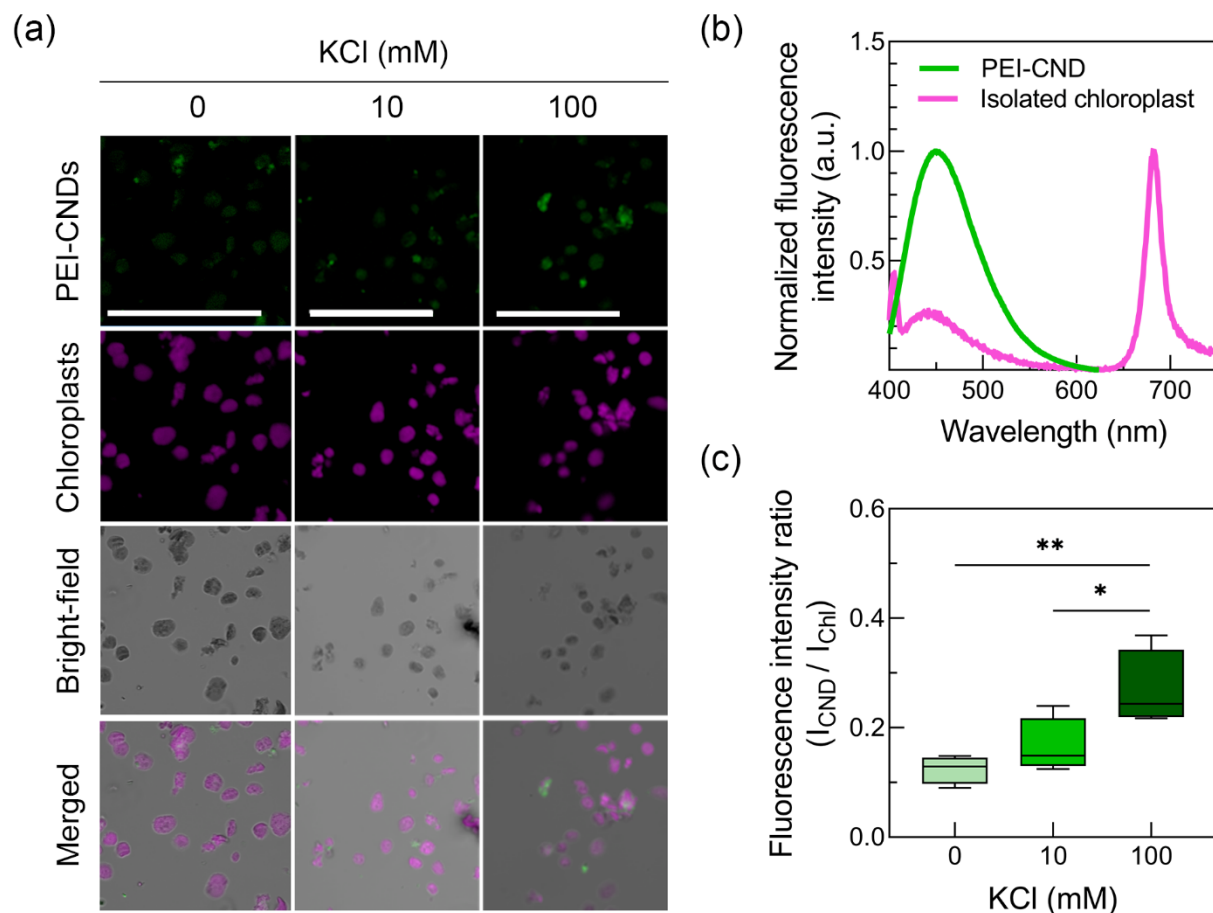 (a)
KCl (mM)
0 10 100
PEI-CNDs
Chloroplasts
Bright-field
Merged
(b)
Normalized fluorescence
intensity (a.u.)
1.5
1.0
0.5
PEI-CND
Isolated chloroplast
400 500 600 700
Wavelength (nm)
(c)
Fluorescence intensity ratio
(I_CND / I_Chl)
0.6
0.4
0.2
0.0
**
*
0 10 100
KCl (mM)